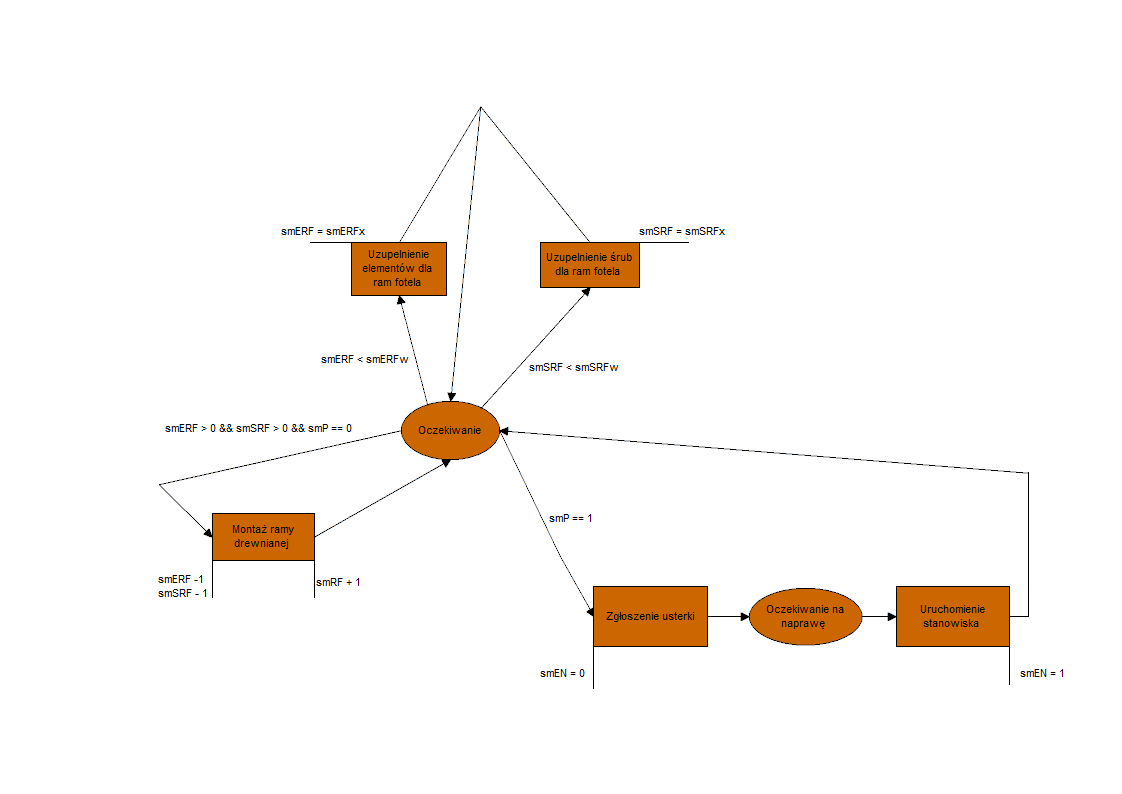 smERF = smERFx
smSRF = smSRFx
Uzupełnienie
elementów dla
ram fotela
Uzupełnienie śrub
dla ram fotela
smERF < smERFw
smSRF < smSRFw
smERF > 0 && smSRF > 0 && smP == 0
Oczekiwanie
Montaż ramy
drewnianej
smP == 1
smERF -1
smSRF - 1
smRF + 1
Zgłoszenie usterki
Oczekiwanie na
naprawę
Uruchomienie
stanowiska
smEN = 0
smEN = 1